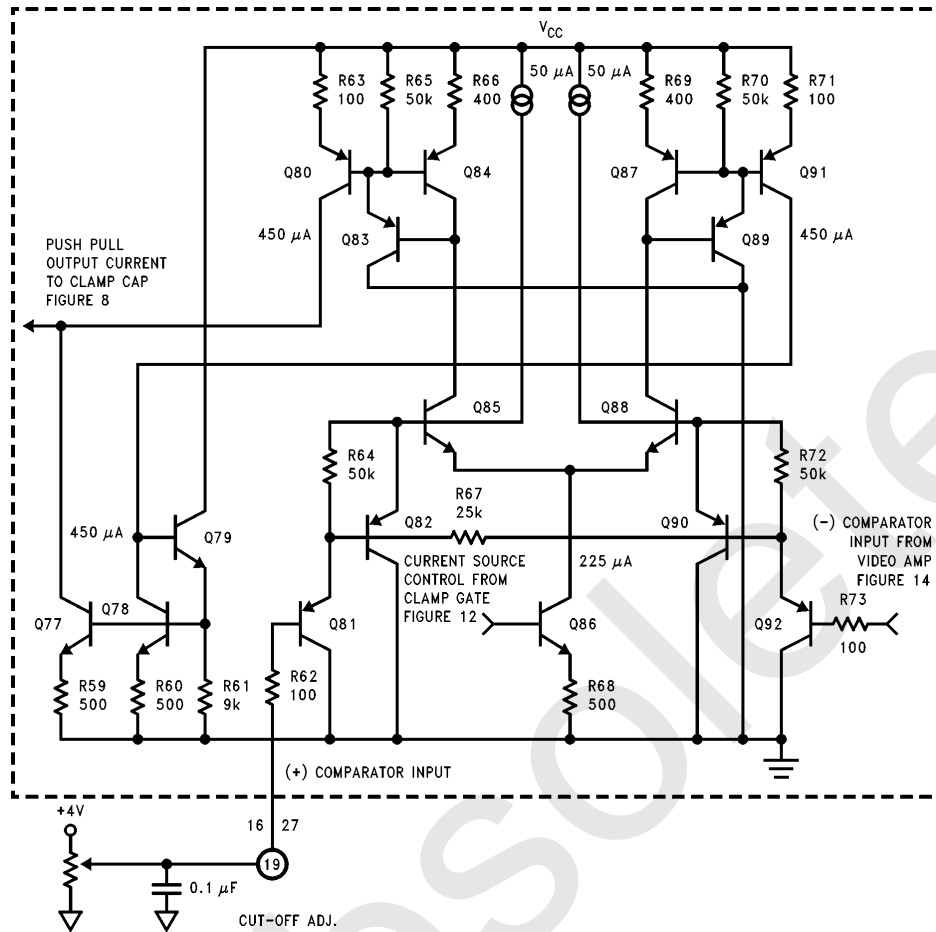 V_CC
50 μA 50 μA
R63
100
R65
50k
R66
400
R69
400
R70
50k
R71
100
Q80
Q84
Q87
Q91
450 μA
Q83
Q89
450 μA
PUSH PULL
OUTPUT CURRENT
TO CLAMP CAP
FIGURE 8
Q85
Q88
R64
50k
R72
50k
R67
25k
450 μA
Q79
Q82
Q90
(-) COMPARATOR
INPUT FROM
VIDEO AMP
FIGURE 14
CURRENT SOURCE
CONTROL FROM
CLAMP GATE
FIGURE 12
225 μA
Q77
Q78
Q81
Q86
Q92
R73
100
R59
500
R60
500
R61
9k
R62
100
R68
500
(+) COMPARATOR INPUT
+4V
16 27
19
0.1 μF
CUT-OFF ADJ.
obsolete